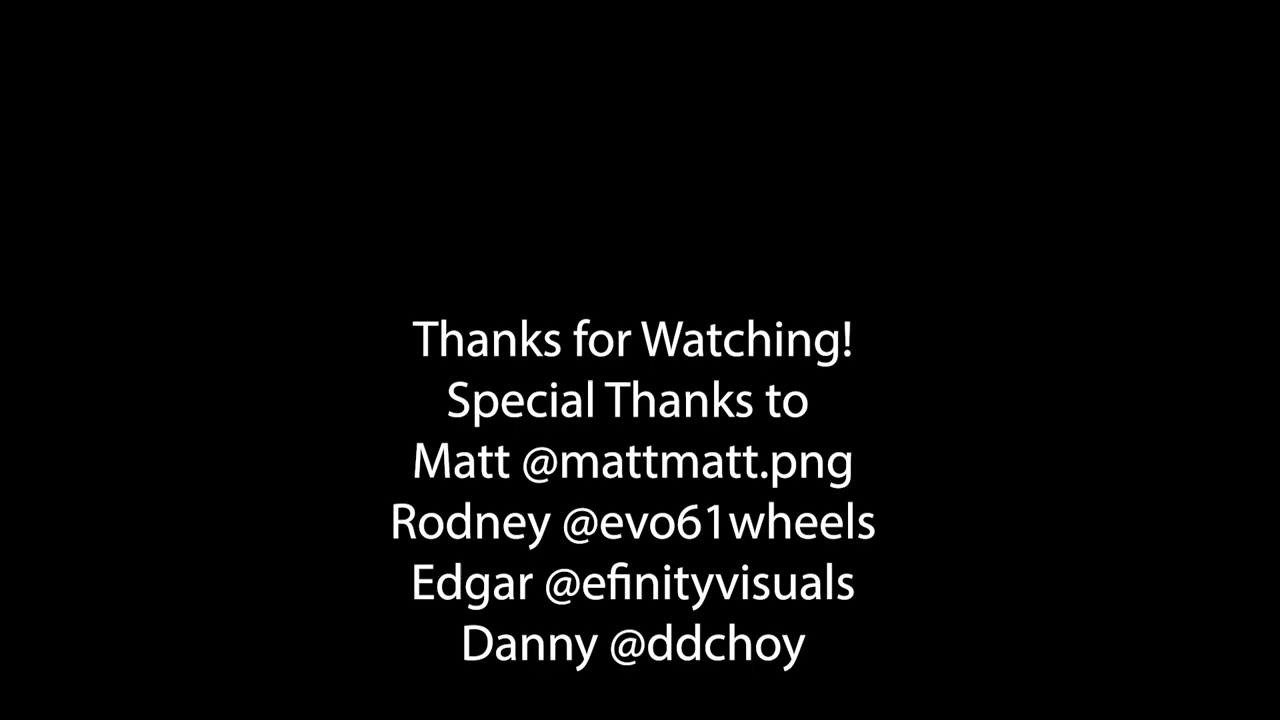 Thanks for Watching!
Special Thanks to
Matt @mattmatt.png
Rodney @evo61wheels
Edgar @efinityvisuals
Danny @ddchoy